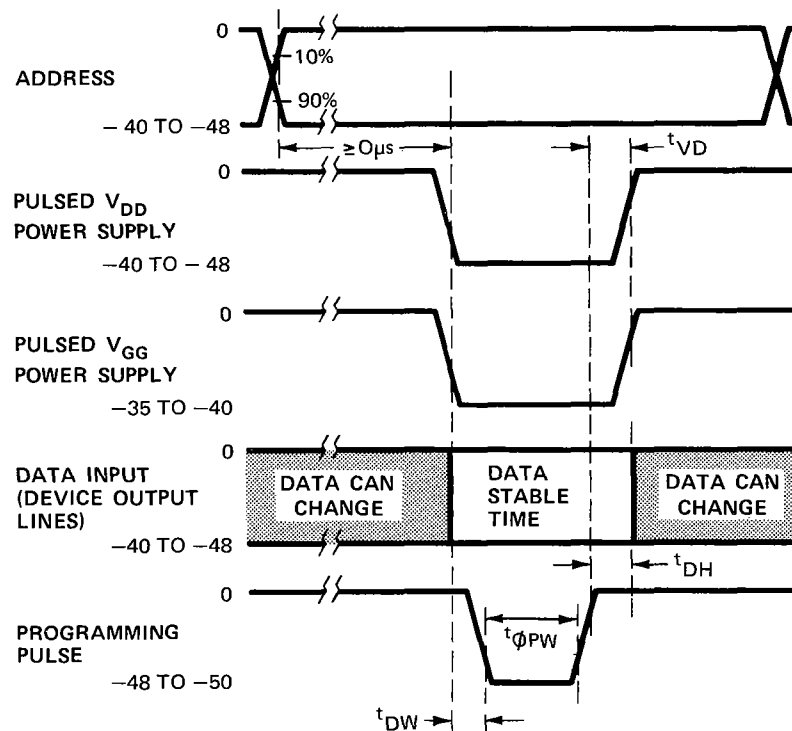 0
10%
ADDRESS
90%
−40 TO −48
≥0μs
tVD
0
PULSED VDD
POWER SUPPLY
−40 TO −48
0
PULSED VGG
POWER SUPPLY
−35 TO −40
0
DATA INPUT
(DEVICE OUTPUT
LINES)
DATA CAN
CHANGE
DATA
STABLE
TIME
DATA CAN
CHANGE
−40 TO −48
tDH
0
PROGRAMMING
PULSE
tϕPW
−48 TO −50
tDW